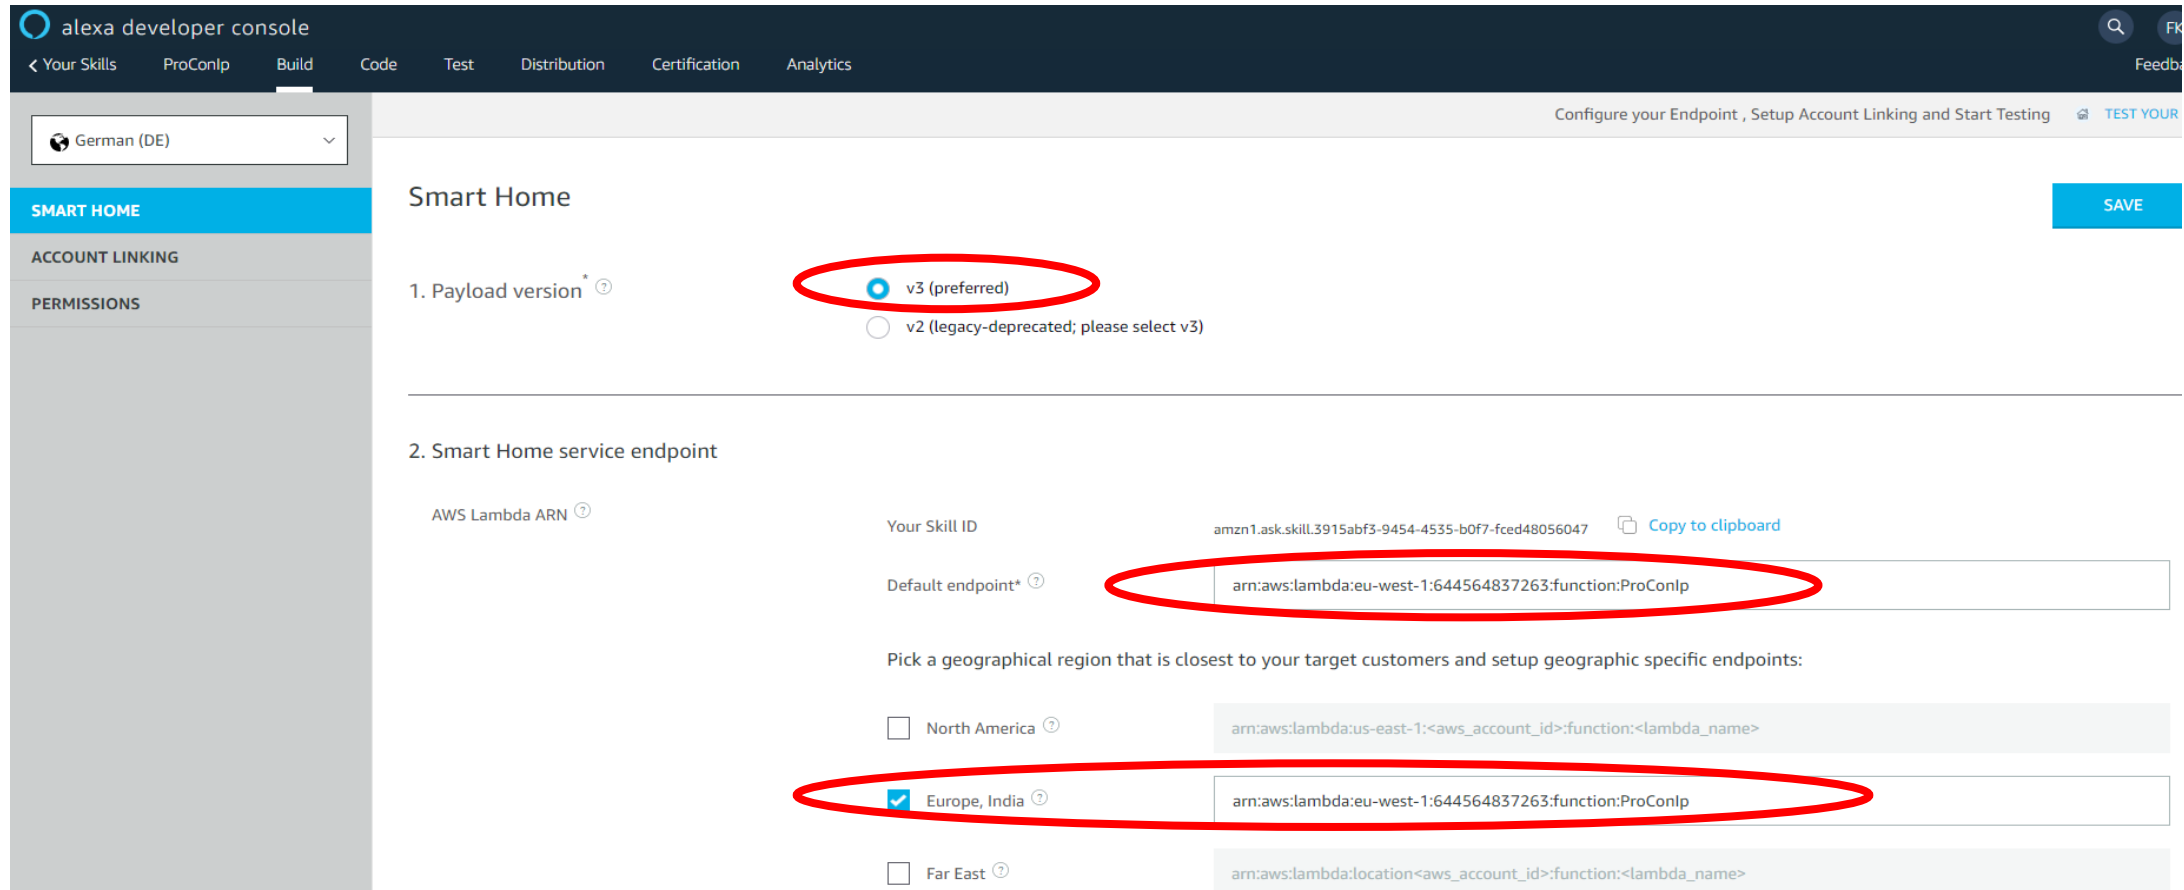 alexa developer console
FK
Your Skills ProConIp Build Code Test Distribution Certification Analytics
Configure your Endpoint , Setup Account Linking and Start Testing TEST YOUR
German (DE)
Smart Home
SAVE
SMART HOME
ACCOUNT LINKING
PERMISSIONS
1. Payload version * ?
v3 (preferred)
v2 (legacy-deprecated; please select v3)
2. Smart Home service endpoint
AWS Lambda ARN ?
Your Skill ID amzn1.ask.skill.3915abf3-9454-4535-b0f7-fced48056047 Copy to clipboard
Default endpoint* ? arn:aws:lambda:eu-west-1:644564837263:function:ProConIp
Pick a geographical region that is closest to your target customers and setup geographic specific endpoints:
North America ? arn:aws:lambda:us-east-1:<aws_account_id>:function:<lambda_name>
Europe, India ? arn:aws:lambda:eu-west-1:644564837263:function:ProConIp
Far East ? arn:aws:lambda:location<aws_account_id>:function:<lambda_name>